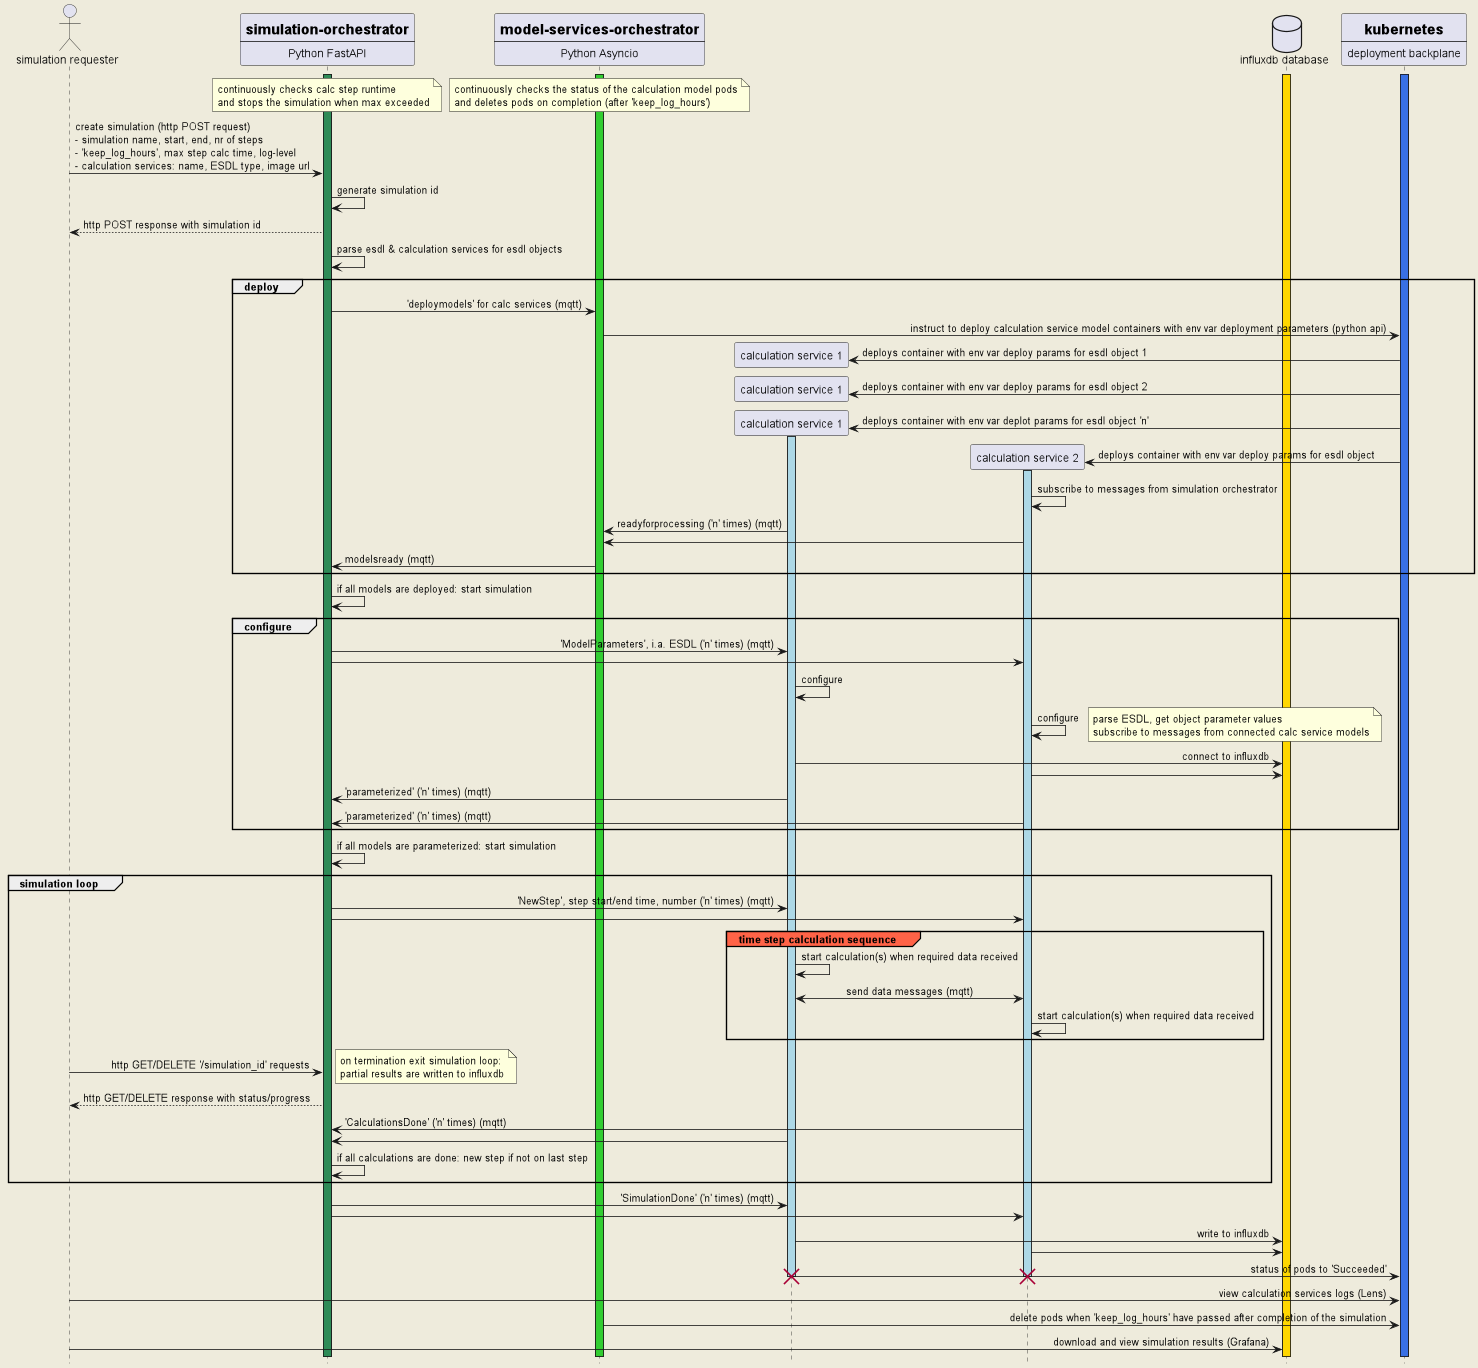 simulation requester
simulation-orchestrator
Python FastAPI
model-services-orchestrator
Python Asyncio
influxdb database
kubernetes
deployment backplane
continuously checks calc step runtime
and stops the simulation when max exceeded
continuously checks the status of the calculation model pods
and deletes pods on completion (after 'keep_log_hours')
create simulation (http POST request)
- simulation name, start, end, nr of steps
- 'keep_log_hours', max step calc time, log-level
- calculation services: name, ESDL type, image url
generate simulation id
http POST response with simulation id
parse esdl & calculation services for esdl objects
deploy
'deploymodels' for calc services (mqtt)
instruct to deploy calculation service model containers with env var deployment parameters (python api)
calculation service 1
deploys container with env var deploy params for esdl object 1
calculation service 1
deploys container with env var deploy params for esdl object 2
calculation service 1
deploys container with env var deplot params for esdl object 'n'
calculation service 2
deploys container with env var deploy params for esdl object
subscribe to messages from simulation orchestrator
readyforprocessing ('n' times) (mqtt)
modelsready (mqtt)
if all models are deployed: start simulation
configure
'ModelParameters', i.a. ESDL ('n' times) (mqtt)
configure
configure
parse ESDL, get object parameter values
subscribe to messages from connected calc service models
connect to influxdb
'parameterized' ('n' times) (mqtt)
'parameterized' ('n' times) (mqtt)
if all models are parameterized: start simulation
simulation loop
'NewStep', step start/end time, number ('n' times) (mqtt)
time step calculation sequence
start calculation(s) when required data received
send data messages (mqtt)
start calculation(s) when required data received
http GET/DELETE '/simulation_id' requests
on termination exit simulation loop:
partial results are written to influxdb
http GET/DELETE response with status/progress
'CalculationsDone' ('n' times) (mqtt)
if all calculations are done: new step if not on last step
'SimulationDone' ('n' times) (mqtt)
write to influxdb
status of pods to 'Succeeded'
view calculation services logs (Lens)
delete pods when 'keep_log_hours' have passed after completion of the simulation
download and view simulation results (Grafana)